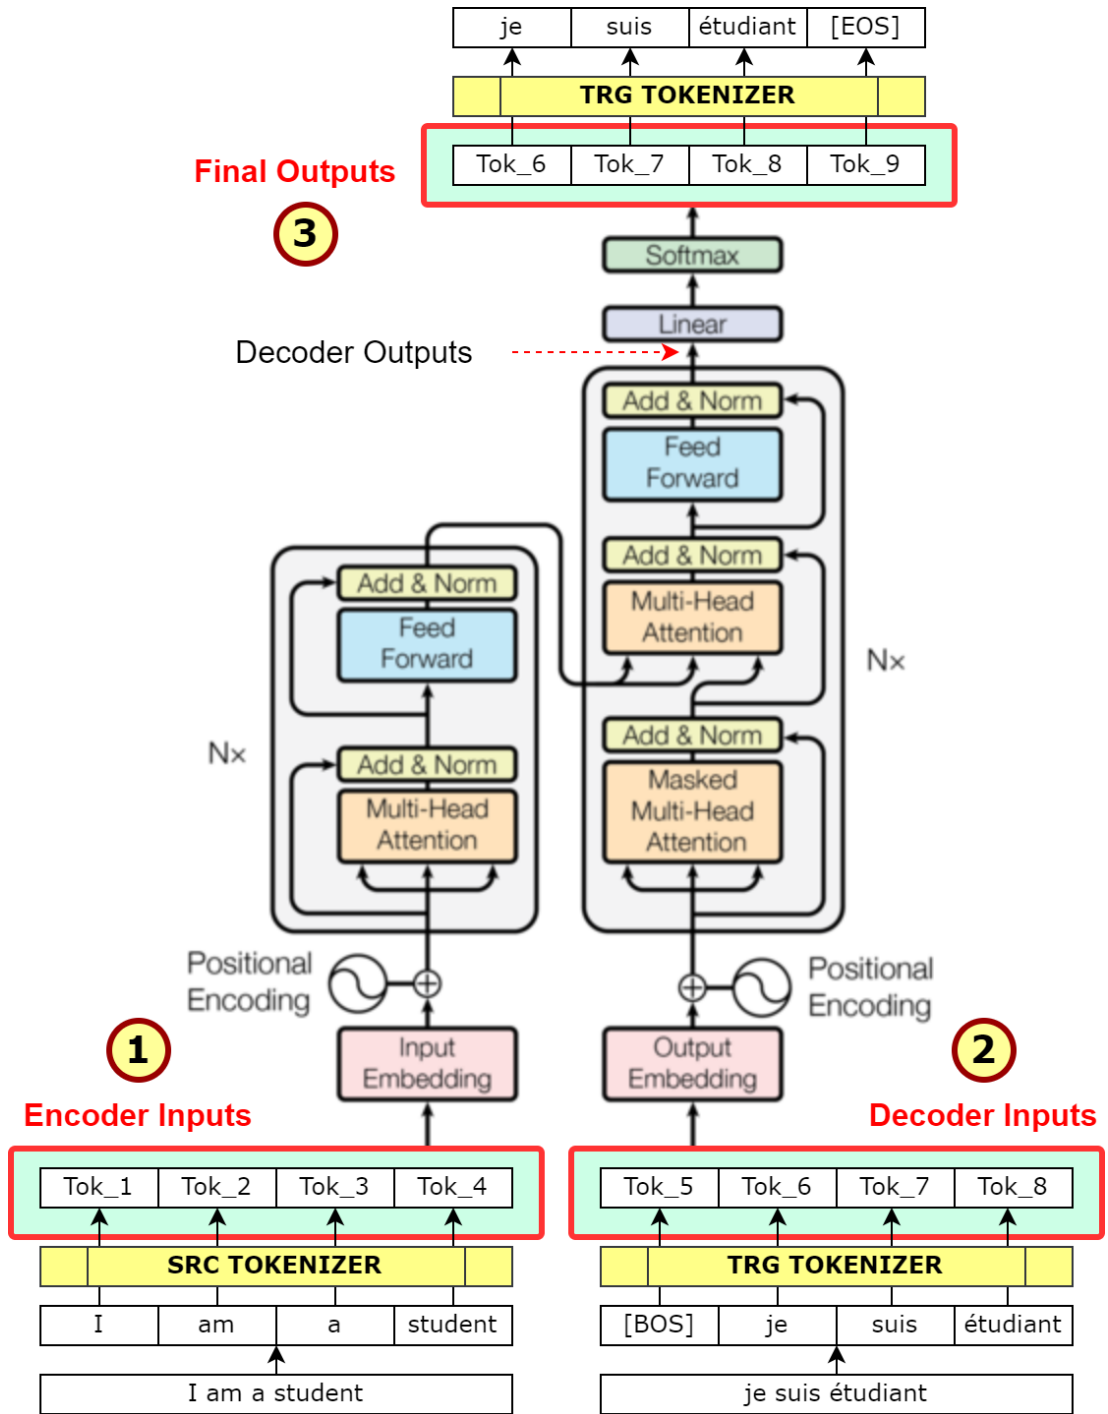 je suis étudiant [EOS]
TRG TOKENIZER
Tok_6 Tok_7 Tok_8 Tok_9
Final Outputs
3
Softmax
Linear
Decoder Outputs
Add & Norm
Feed
Forward
Add & Norm
Multi-Head
Attention
Nx
Add & Norm
Masked
Multi-Head
Attention
Add & Norm
Feed
Forward
Nx
Add & Norm
Multi-Head
Attention
Positional
Encoding
Positional
Encoding
1
Input
Embedding
Output
Embedding
2
Encoder Inputs
Decoder Inputs
Tok_1 Tok_2 Tok_3 Tok_4
SRC TOKENIZER
I am a student
I am a student
Tok_5 Tok_6 Tok_7 Tok_8
TRG TOKENIZER
[BOS] je suis étudiant
je suis étudiant